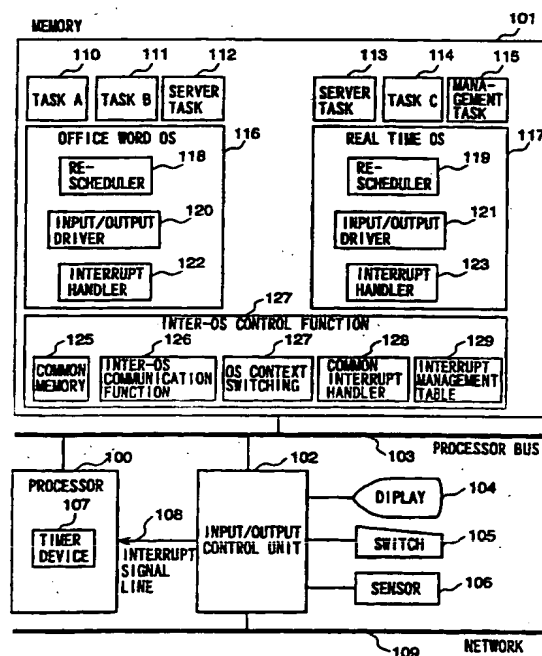 MEMORY
101
110
111
112
113
114
115
TASK A
TASK B
SERVER
TASK
SERVER
TASK
TASK C
MANA-
GEMENT
TASK
OFFICE WORD OS
116
RE-
SCHEDULER
118
INPUT/OUTPUT
DRIVER
120
INTERRUPT
HANDLER
122
REAL TIME OS
117
RE-
SCHEDULER
119
INPUT/OUTPUT
DRIVER
121
INTERRUPT
HANDLER
123
127
INTER-OS CONTROL FUNCTION
125
126
127
128
129
COMMON
MEMORY
INTER-OS
COMMUNICATION
FUNCTION
OS CONTEXT
SWITCHING
COMMON
INTERRUPT
HANDLER
INTERRUPT
MANAGEMENT
TABLE
103
PROCESSOR BUS
100
PROCESSOR
107
TIMER
DEVICE
108
INTERRUPT
SIGNAL
LINE
102
INPUT/OUTPUT
CONTROL UNIT
DIPLAY
104
SWITCH
105
SENSOR
106
NETWORK
109